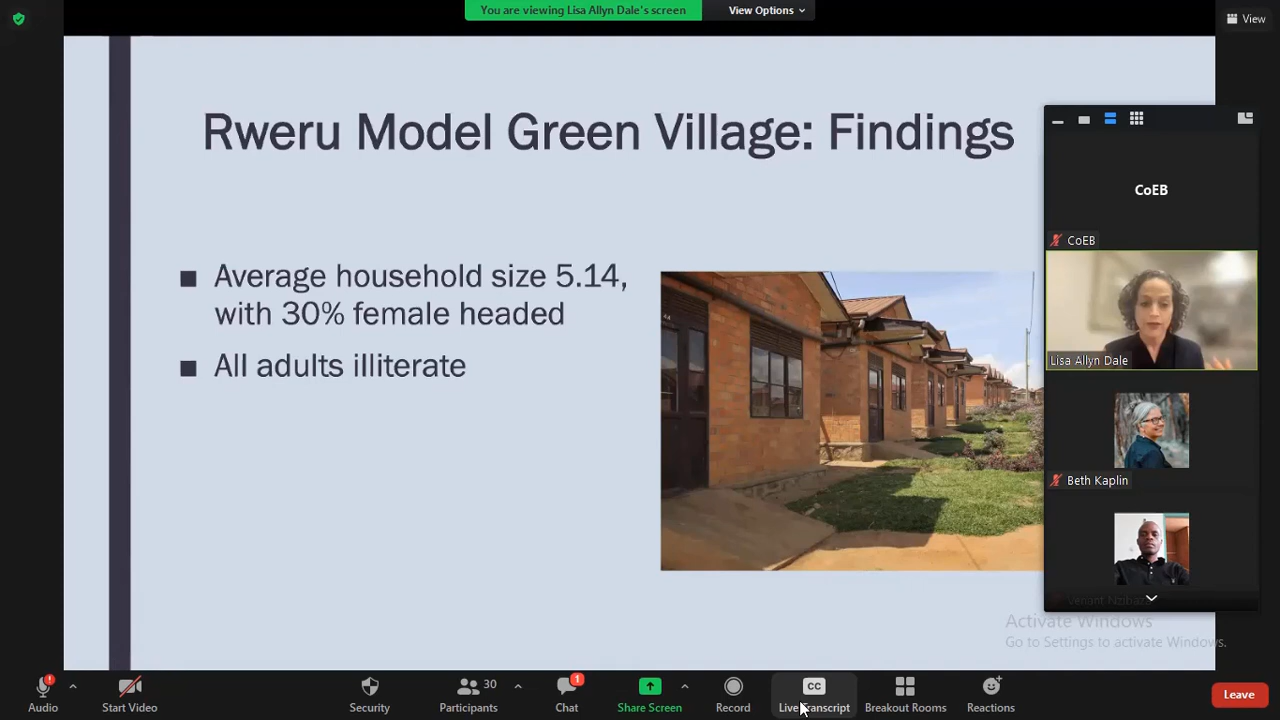 You are viewing Lisa Allyn Dale's screen
View Options
View
Rweru Model Green Village: Findings
■ Average household size 5.14,
with 30% female headed
■ All adults illiterate
CoEB
CoEB
Lisa Allyn Dale
Beth Kaplin
Activate Windows
Go to Settings to activate Windows.
Audio
Start Video
Security
30
Participants
1
Chat
Share Screen
Record
CC
Live Transcript
Breakout Rooms
Reactions
Leave